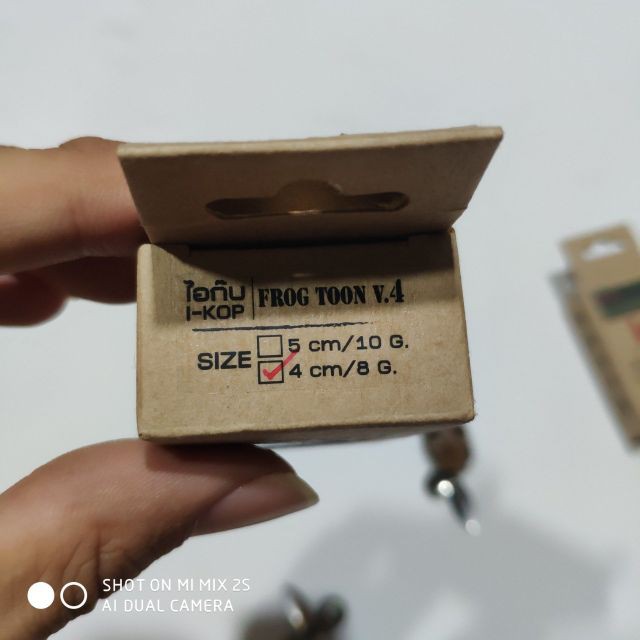 ไอกบ
I-KOP
FROG TOON V.4
SIZE
5 cm/10 G.
4 cm/8 G.
SHOT ON MI MIX 2S
AI DUAL CAMERA